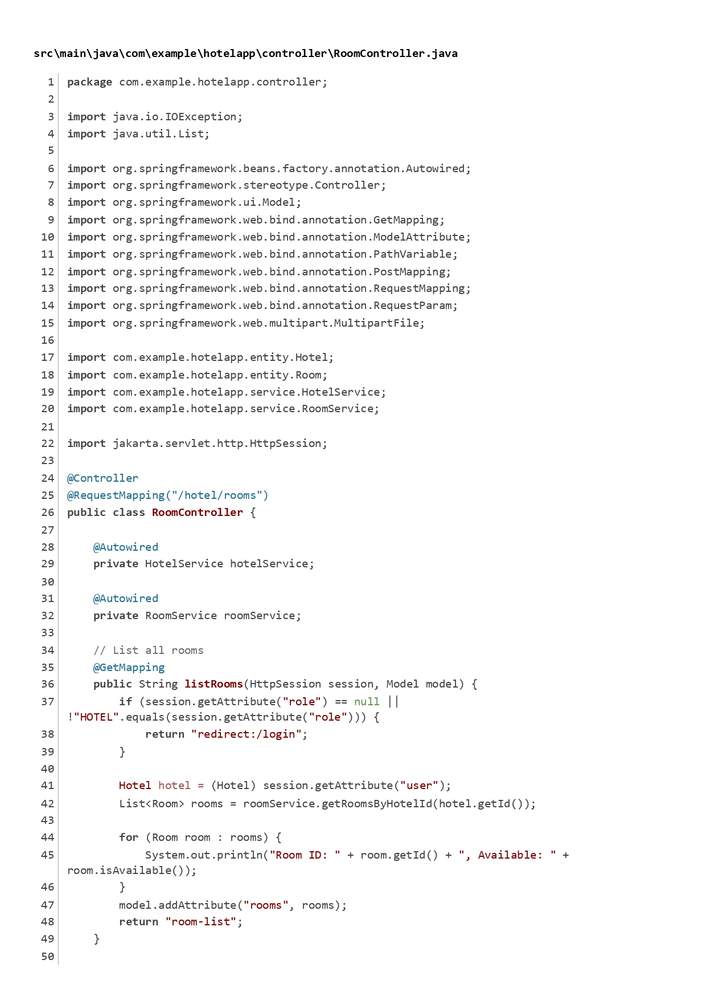 src\main\java\com\example\hotelapp\controller\RoomController.java
1 package com.example.hotelapp.controller;
2
3 import java.io.IOException;
4 import java.util.List;
5
6 import org.springframework.beans.factory.annotation.Autowired;
7 import org.springframework.stereotype.Controller;
8 import org.springframework.ui.Model;
9 import org.springframework.web.bind.annotation.GetMapping;
10 import org.springframework.web.bind.annotation.ModelAttribute;
11 import org.springframework.web.bind.annotation.PathVariable;
12 import org.springframework.web.bind.annotation.PostMapping;
13 import org.springframework.web.bind.annotation.RequestMapping;
14 import org.springframework.web.bind.annotation.RequestParam;
15 import org.springframework.web.multipart.MultipartFile;
16
17 import com.example.hotelapp.entity.Hotel;
18 import com.example.hotelapp.entity.Room;
19 import com.example.hotelapp.service.HotelService;
20 import com.example.hotelapp.service.RoomService;
21
22 import jakarta.servlet.http.HttpSession;
23
24 @Controller
25 @RequestMapping("/hotel/rooms")
26 public class RoomController {
27
28     @Autowired
29     private HotelService hotelService;
30
31     @Autowired
32     private RoomService roomService;
33
34     // List all rooms
35     @GetMapping
36     public String listRooms(HttpSession session, Model model) {
37         if (session.getAttribute("role") == null ||
!"HOTEL".equals(session.getAttribute("role"))) {
38             return "redirect:/login";
39         }
40
41         Hotel hotel = (Hotel) session.getAttribute("user");
42         List<Room> rooms = roomService.getRoomsByHotelId(hotel.getId());
43
44         for (Room room : rooms) {
45             System.out.println("Room ID: " + room.getId() + ", Available: " +
room.isAvailable());
46         }
47         model.addAttribute("rooms", rooms);
48         return "room-list";
49     }
50